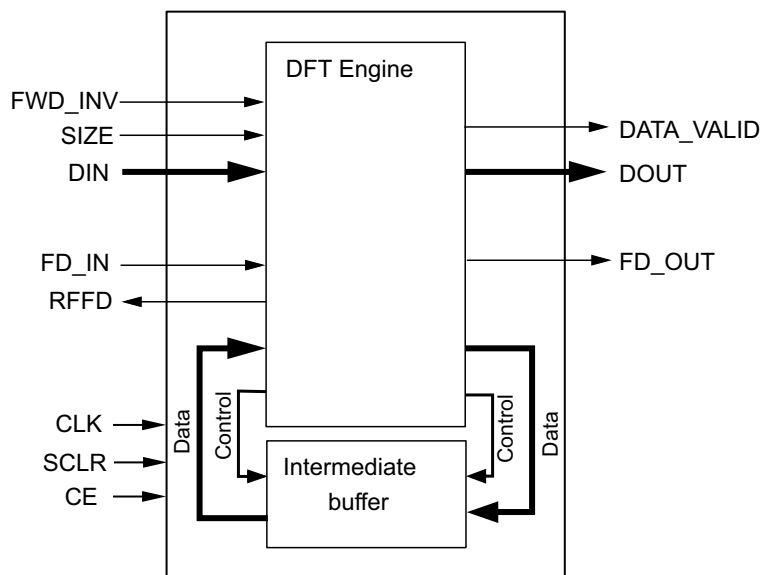 DFT Engine
FWD_INV
SIZE
DIN
DATA_VALID
DOUT
FD_IN
RFFD
FD_OUT
Data
Control
Control
Data
CLK
SCLR
CE
Intermediate
buffer